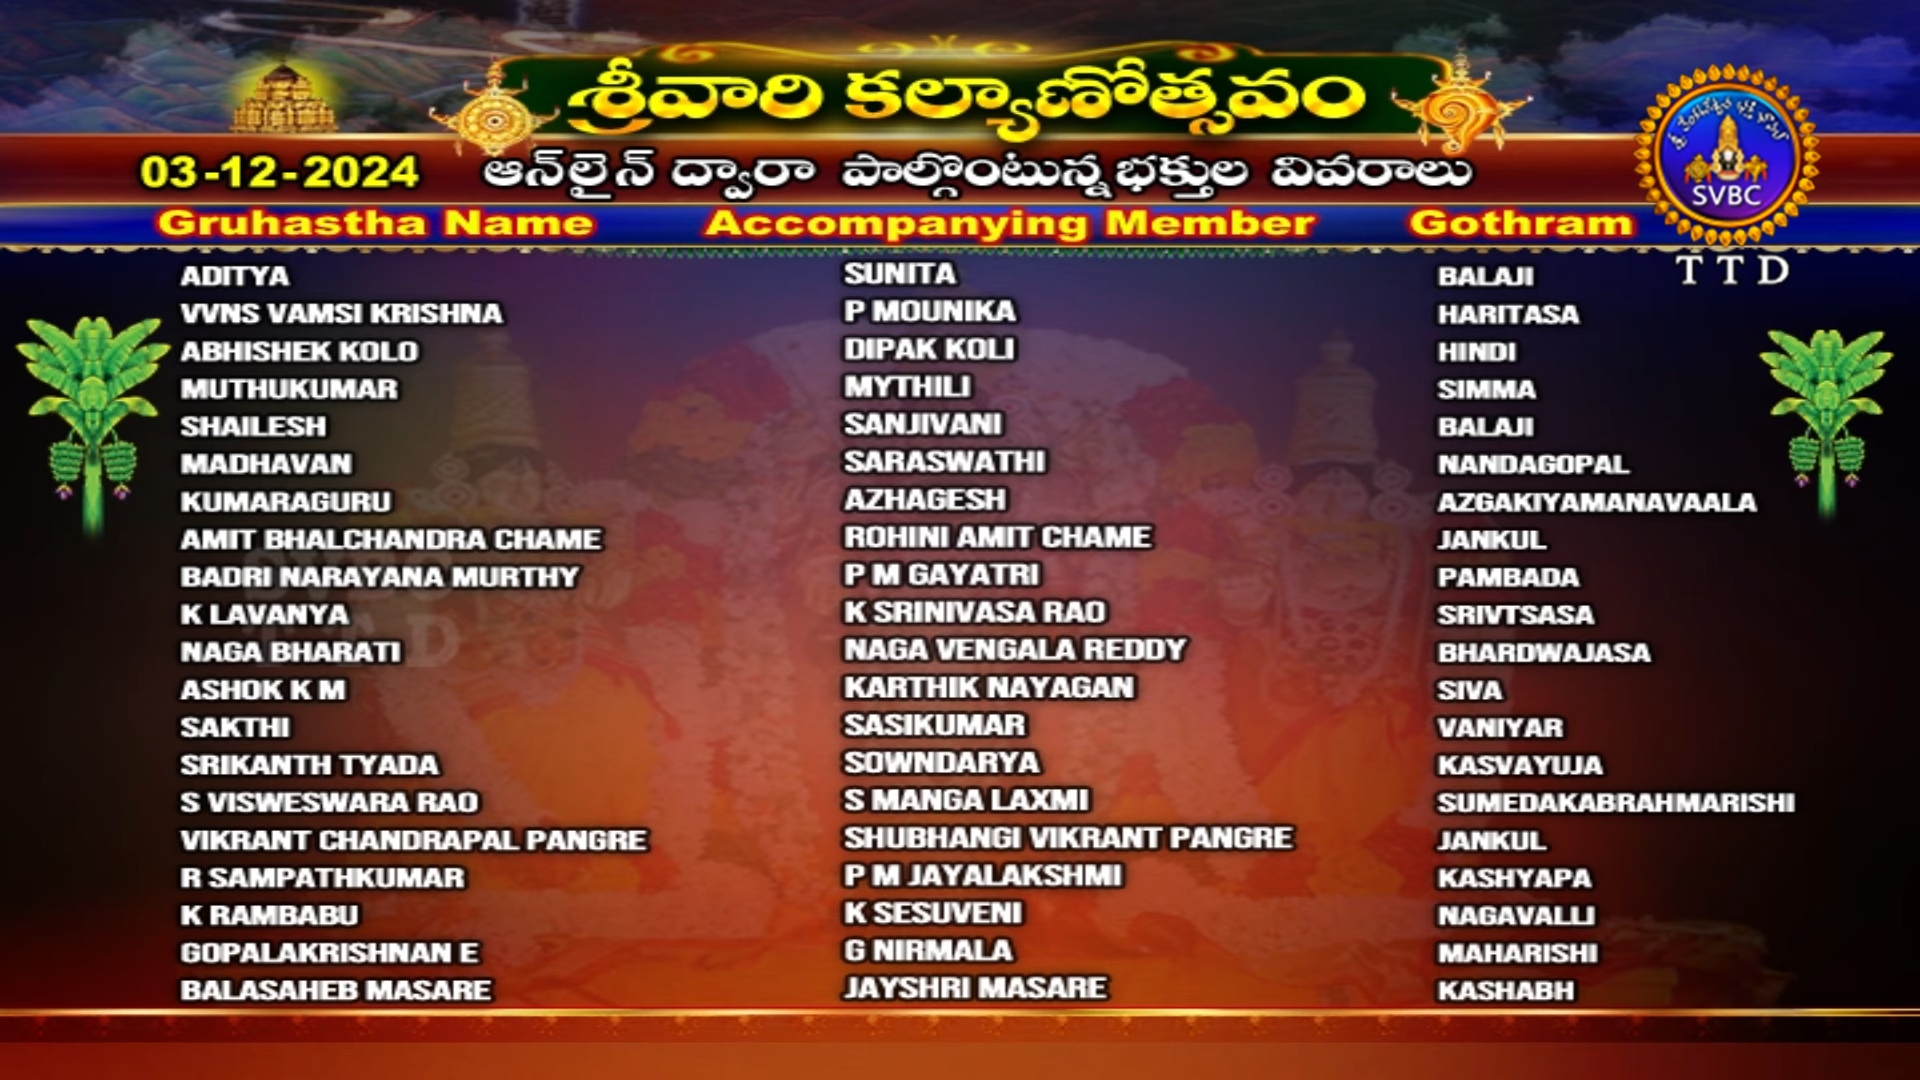 శ్రీవారి కళ్యాణోత్సవం
03-12-2024 ఆన్‌లైన్ ద్వారా పాల్గొంటున్న భక్తుల వివరాలు
SVBC
TTD
Gruhastha Name Accompanying Member Gothram
ADITYA SUNITA BALAJI
VVNS VAMSI KRISHNA P MOUNIKA HARITASA
ABHISHEK KOLO DIPAK KOLI HINDI
MUTHUKUMAR MYTHILI SIMMA
SHAILESH SANJIVANI BALAJI
MADHAVAN SARASWATHI NANDAGOPAL
KUMARAGURU AZHAGESH AZGAKIYAMANAVAALA
AMIT BHALCHANDRA CHAME ROHINI AMIT CHAME JANKUL
BADRI NARAYANA MURTHY P M GAYATRI PAMBADA
K LAVANYA K SRINIVASA RAO SRIVTSASA
NAGA BHARATI NAGA VENGALA REDDY BHARDWAJASA
ASHOK K M KARTHIK NAYAGAN SIVA
SAKTHI SASIKUMAR VANIYAR
SRIKANTH TYADA SOWNDARYA KASVAYUJA
S VISWESWARA RAO S MANGA LAXMI SUMEDAKABRAHMARISHI
VIKRANT CHANDRAPAL PANGRE SHUBHANGI VIKRANT PANGRE JANKUL
R SAMPATHKUMAR P M JAYALAKSHMI KASHYAPA
K RAMBABU K SESUVENI NAGAVALLI
GOPALAKRISHNAN E G NIRMALA MAHARISHI
BALASAHEB MASARE JAYSHRI MASARE KASHABH